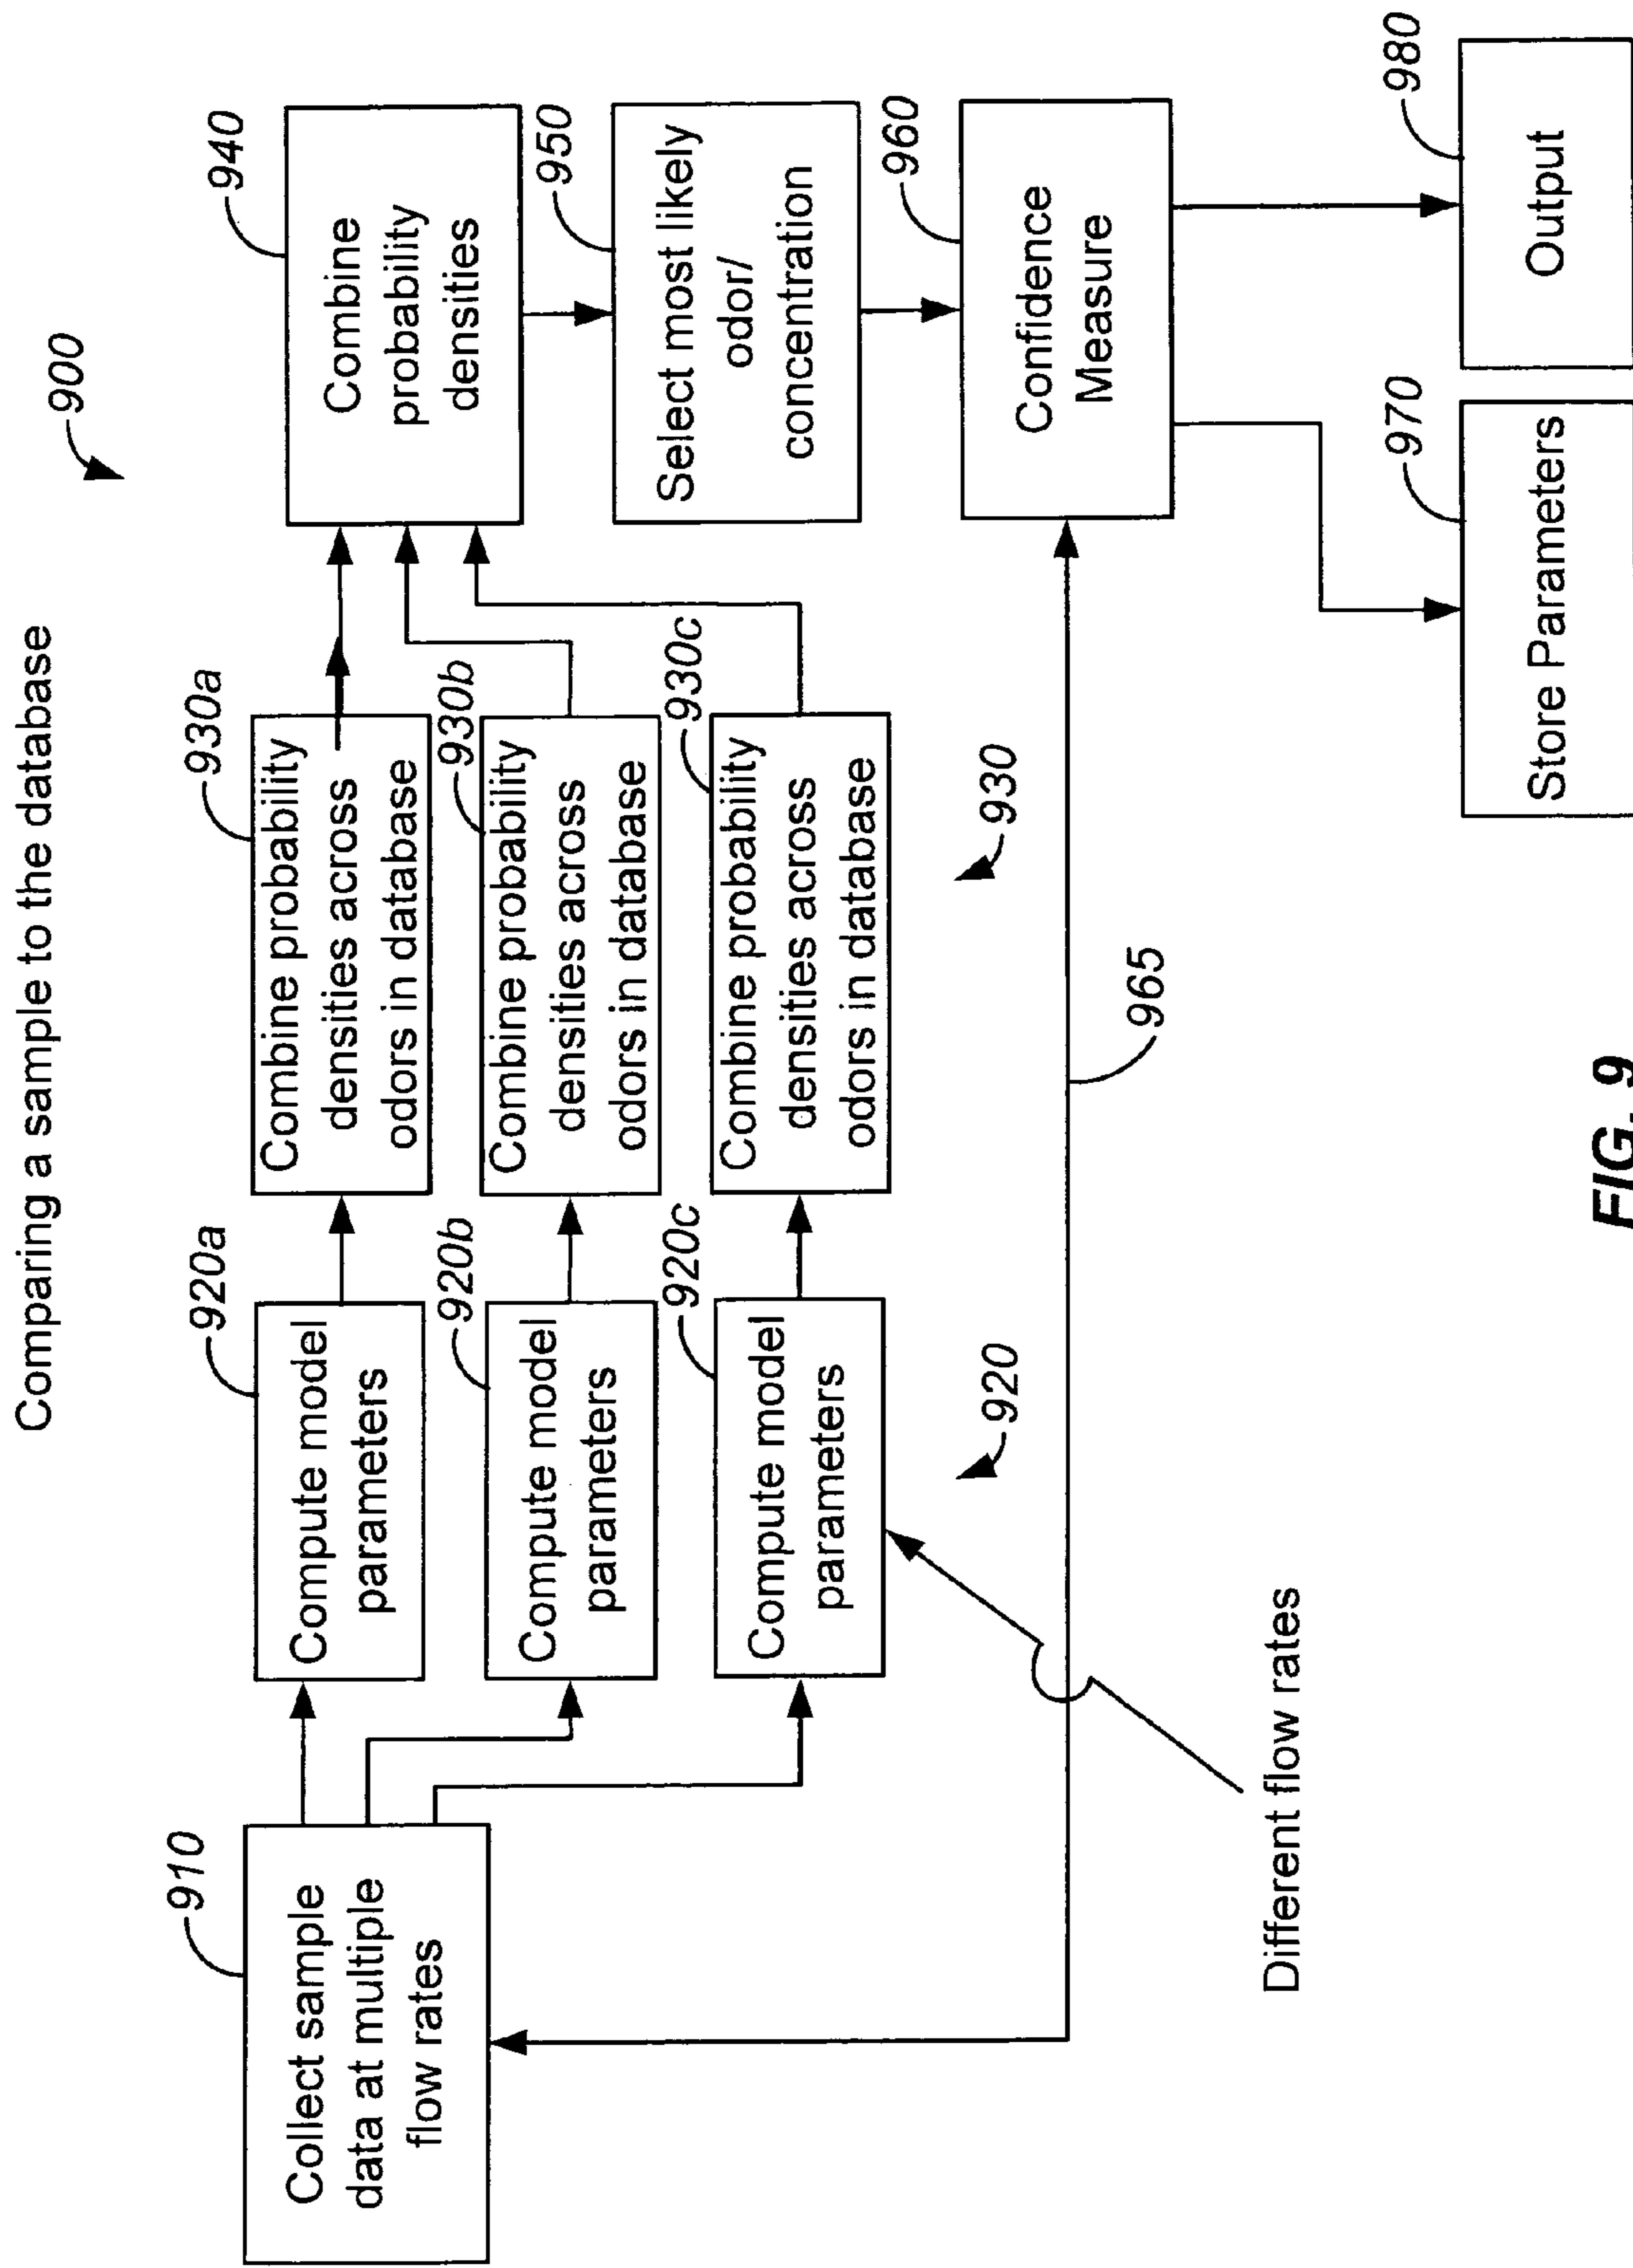 Comparing a sample to the database
900
910
Collect sample
data at multiple
flow rates
920a
Compute model
parameters
920b
Compute model
parameters
920c
Compute model
parameters
920
930a
Combine probability
densities across
odors in database
930b
Combine probability
densities across
odors in database
930c
Combine probability
densities across
odors in database
930
940
Combine
probability
densities
950
Select most likely
odor/
concentration
960
Confidence
Measure
965
Different flow rates
970
Store Parameters
980
Output
FIG. 9